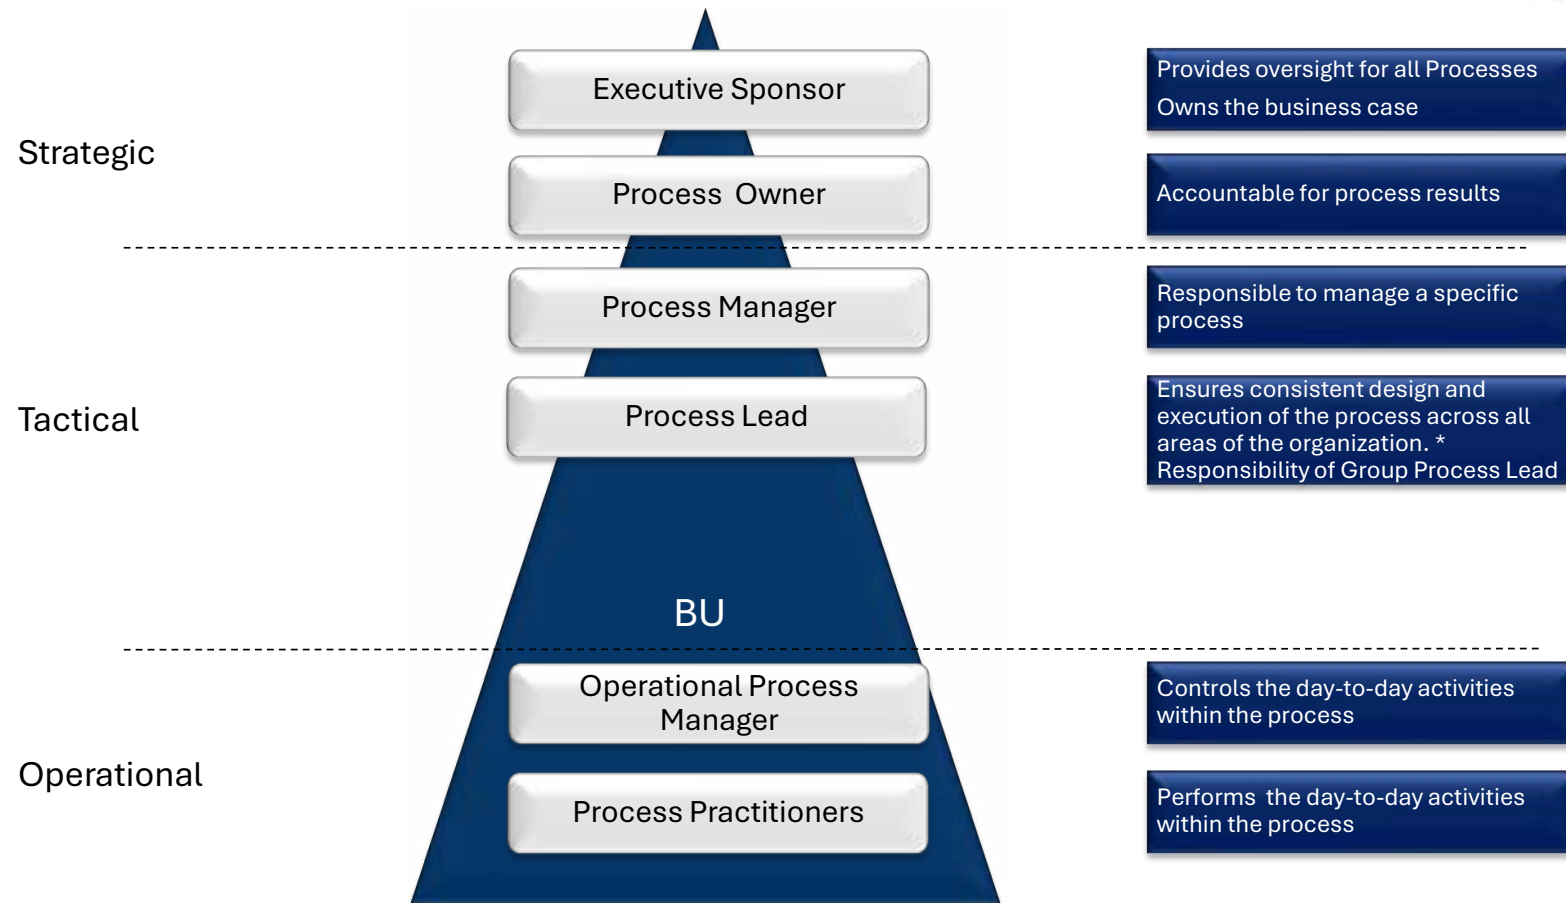 Executive Sponsor
Provides oversight for all Processes
Owns the business case
Strategic
Process Owner
Accountable for process results
Process Manager
Responsible to manage a specific
process
Tactical
Process Lead
Ensures consistent design and
execution of the process across all
areas of the organization. *
Responsibility of Group Process Lead
BU
Operational Process
Manager
Controls the day-to-day activities
within the process
Operational
Process Practitioners
Performs the day-to-day activities
within the process